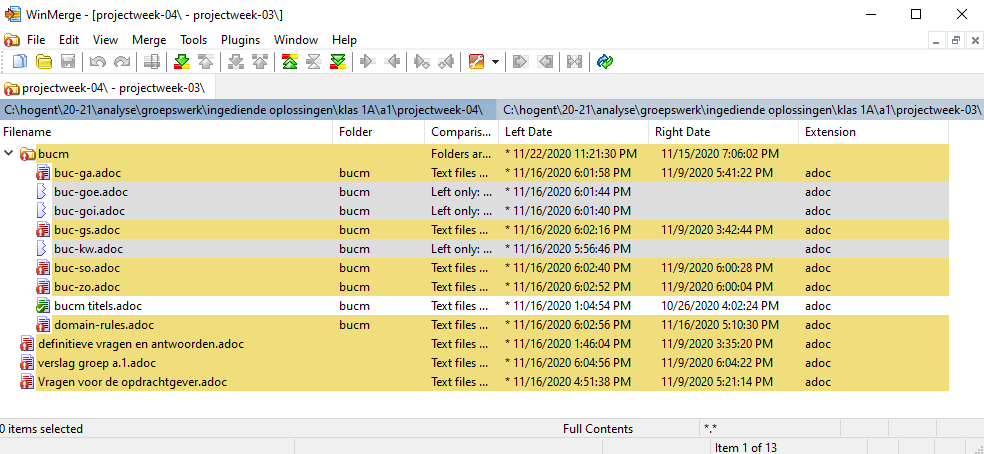 WinMerge - [projectweek-04\ - projectweek-03\]
File Edit View Merge Tools Plugins Window Help
projectweek-04\ - projectweek-03\
C:\hogent\20-21\analyse\groepswerk\ingediende oplossingen\klas 1A\a1\projectweek-04\ C:\hogent\20-21\analyse\groepswerk\ingediende oplossingen\klas 1A\a1\projectweek-03\
Filename Folder Comparis... Left Date Right Date Extension
bucm Folders ar... * 11/22/2020 11:21:30 PM 11/15/2020 7:06:02 PM
buc-ga.adoc bucm Text files ... * 11/16/2020 6:01:58 PM 11/9/2020 5:41:22 PM adoc
buc-goe.adoc bucm Left only: ... * 11/16/2020 6:01:44 PM adoc
buc-goi.adoc bucm Left only: ... * 11/16/2020 6:01:40 PM adoc
buc-gs.adoc bucm Text files ... * 11/16/2020 6:02:16 PM 11/9/2020 3:42:44 PM adoc
buc-kw.adoc bucm Left only: ... * 11/16/2020 5:56:46 PM adoc
buc-so.adoc bucm Text files ... * 11/16/2020 6:02:40 PM 11/9/2020 6:00:28 PM adoc
buc-zo.adoc bucm Text files ... * 11/16/2020 6:02:52 PM 11/9/2020 6:00:04 PM adoc
bucm titels.adoc bucm Text files ... * 11/16/2020 1:04:54 PM 10/26/2020 4:02:24 PM adoc
domain-rules.adoc bucm Text files ... * 11/16/2020 6:02:56 PM 11/16/2020 5:10:30 PM adoc
definitieve vragen en antwoorden.adoc Text files ... * 11/16/2020 1:46:04 PM 11/9/2020 3:35:20 PM adoc
verslag groep a.1.adoc Text files ... * 11/16/2020 6:04:56 PM 11/9/2020 6:04:22 PM adoc
Vragen voor de opdrachtgever.adoc Text files ... * 11/16/2020 4:51:38 PM 11/9/2020 5:21:14 PM adoc
0 items selected Full Contents *.*
Item 1 of 13